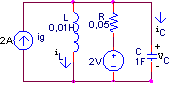 L
0,01H
R
0,05
iC
2A
ig
iL
2V
C
1F
+
VC
-
+
-